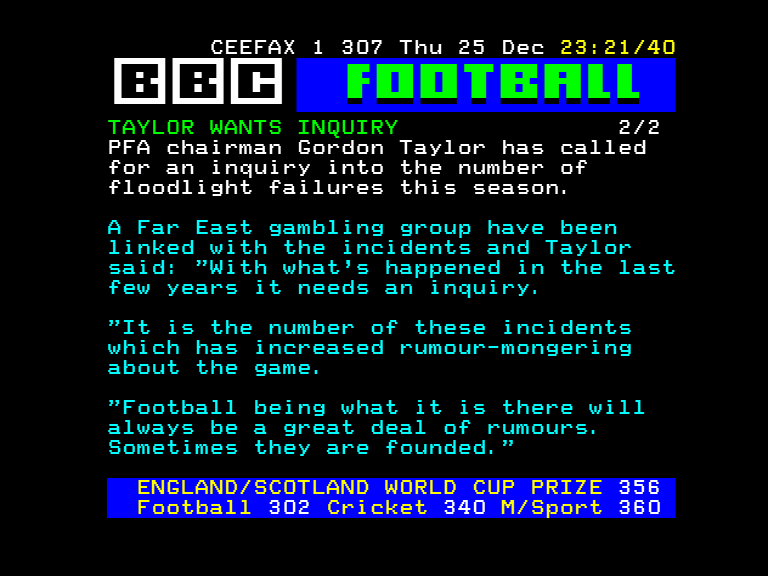 CEEFAX 1 307 Thu 25 Dec 23:21/40
BBC FOOTBALL
TAYLOR WANTS INQUIRY 2/2
PFA chairman Gordon Taylor has called
for an inquiry into the number of
floodlight failures this season.
A Far East gambling group have been
linked with the incidents and Taylor
said: "With what's happened in the last
few years it needs an inquiry.
"It is the number of these incidents
which has increased rumour-mongering
about the game.
"Football being what it is there will
always be a great deal of rumours.
Sometimes they are founded."
ENGLAND/SCOTLAND WORLD CUP PRIZE 356
Football 302 Cricket 340 M/Sport 360